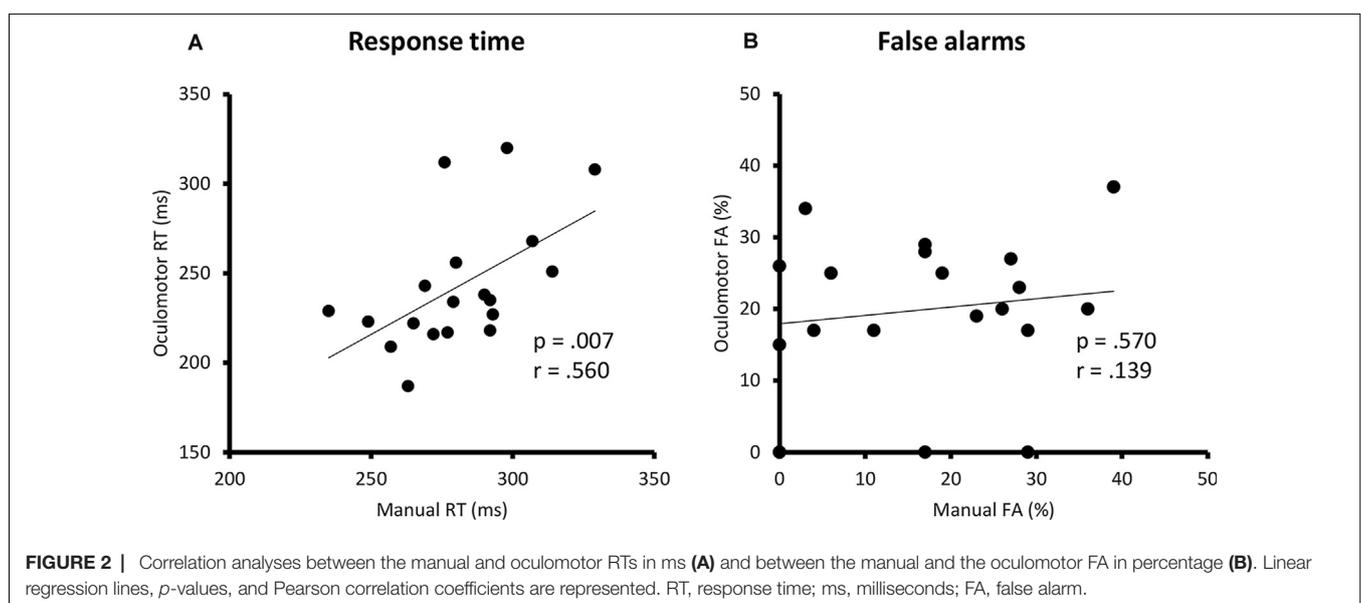 A Response time
350
300
250
200
150
Oculomotor RT (ms)
p = .007
r = .560
200 250 300 350
Manual RT (ms)
B False alarms
50
40
30
20
10
0
Oculomotor FA (%)
p = .570
r = .139
0 10 20 30 40 50
Manual FA (%)
FIGURE 2 | Correlation analyses between the manual and oculomotor RTs in ms (A) and between the manual and the oculomotor FA in percentage (B). Linear
regression lines, p-values, and Pearson correlation coefficients are represented. RT, response time; ms, milliseconds; FA, false alarm.